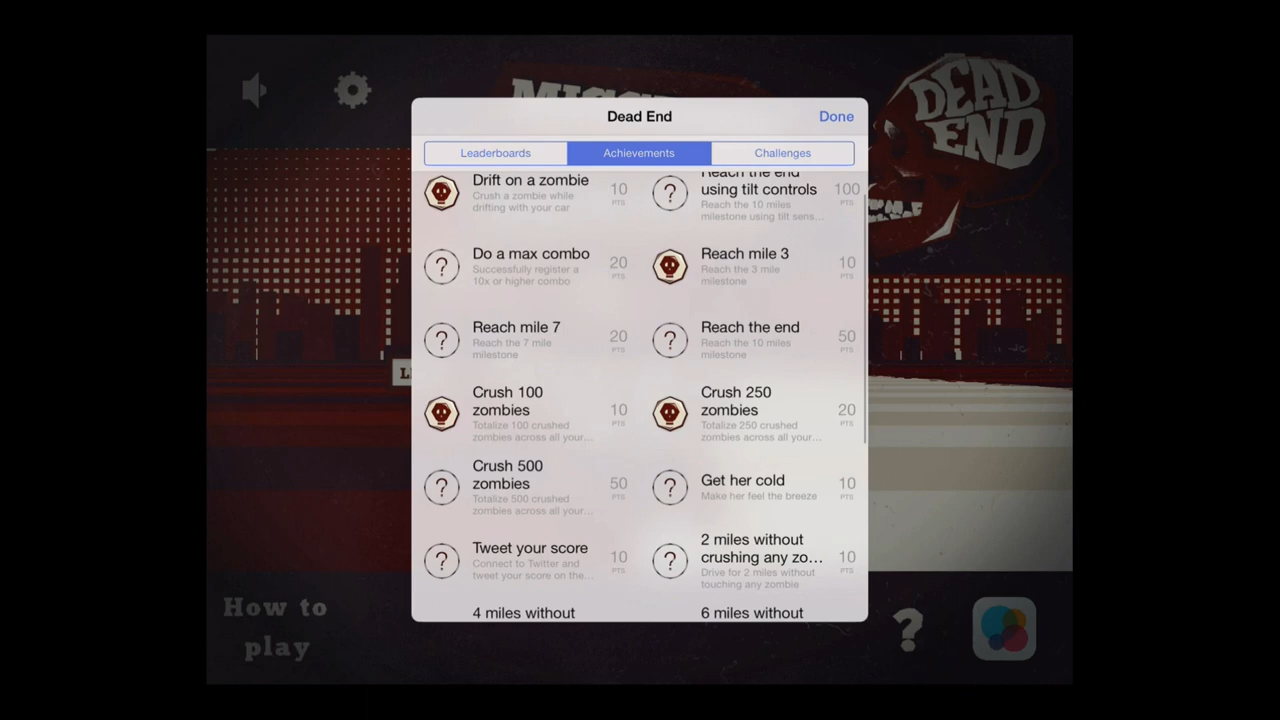 DEAD
END
Dead End
Done
Leaderboards
Achievements
Challenges
Drift on a zombie
Crush a zombie while
drifting with your car
10
PTS
Reach the end
using tilt controls
Reach the 10 miles
milestone using tilt sens...
100
PTS
Do a max combo
Successfully register a
10x or higher combo
20
PTS
Reach mile 3
Reach the 3 mile
milestone
10
PTS
Reach mile 7
Reach the 7 mile
milestone
20
PTS
Reach the end
Reach the 10 miles
milestone
50
PTS
Crush 100
zombies
Totalize 100 crushed
zombies across all your...
10
PTS
Crush 250
zombies
Totalize 250 crushed
zombies across all your...
20
PTS
Crush 500
zombies
Totalize 500 crushed
zombies across all your...
50
PTS
Get her cold
Make her feel the breeze
10
PTS
Tweet your score
Connect to Twitter and
tweet your score on the...
10
PTS
2 miles without
crushing any zo...
Drive for 2 miles without
touching any zombie
10
PTS
4 miles without
6 miles without
How to
play
?